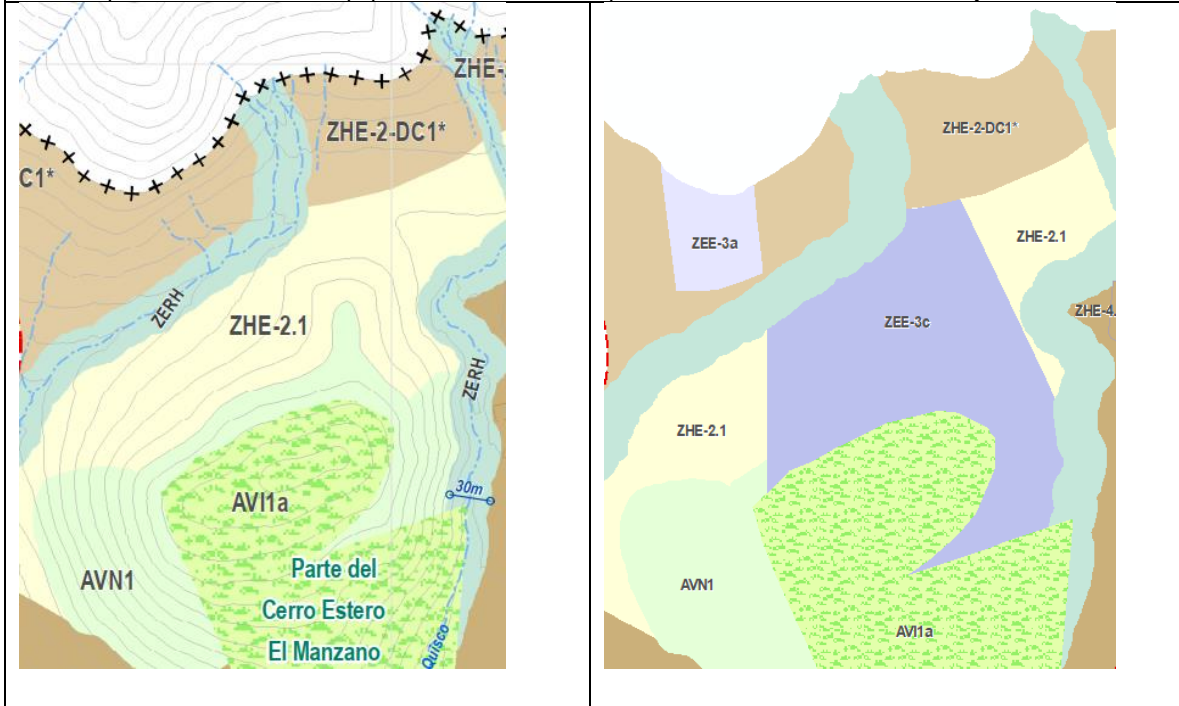 ZHE-
ZHE-2-DC1*
C1*
ZERH
ZHE-2.1
ZERH
30m
AVI1a
AVN1
Parte del
Cerro Estero
El Manzano
Quisco
ZHE-2-DC1*
ZEE-3a
ZHE-2.1
ZEE-3c
ZHE-4.
ZHE-2.1
AVN1
AVI1a